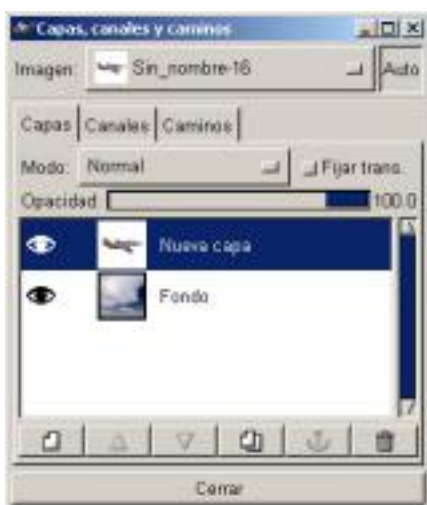 Capas, canales y caminos
Imagen: Sin_nombre-16 Auto
Capas Canales Caminos
Modo: Normal Fijar trans.
Opacidad 100.0
Nueva capa
Fondo
Cerrar